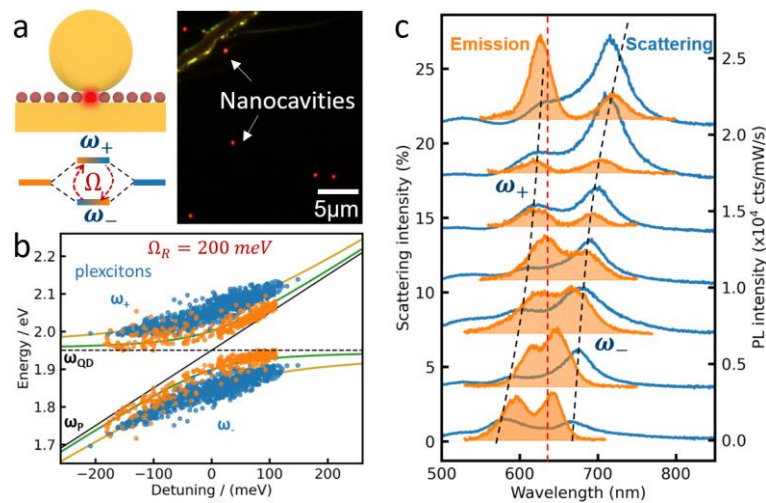 a
Nanocavities
5μm
ω+
Ω
ω−
b
Ω_R = 200 meV
plexcitons
ω+
ω_QD
ω_P
ω-
Energy / eV
2.2
2.1
2.0
1.9
1.8
1.7
−200 −100 0 100 200
Detuning / (meV)
c
Emission
Scattering
ω+
ω−
Scattering intensity (%)
25
20
15
10
5
0
PL intensity (x10⁴ cts/mW/s)
2.5
2.0
1.5
1.0
0.5
0.0
500 600 700 800
Wavelength (nm)